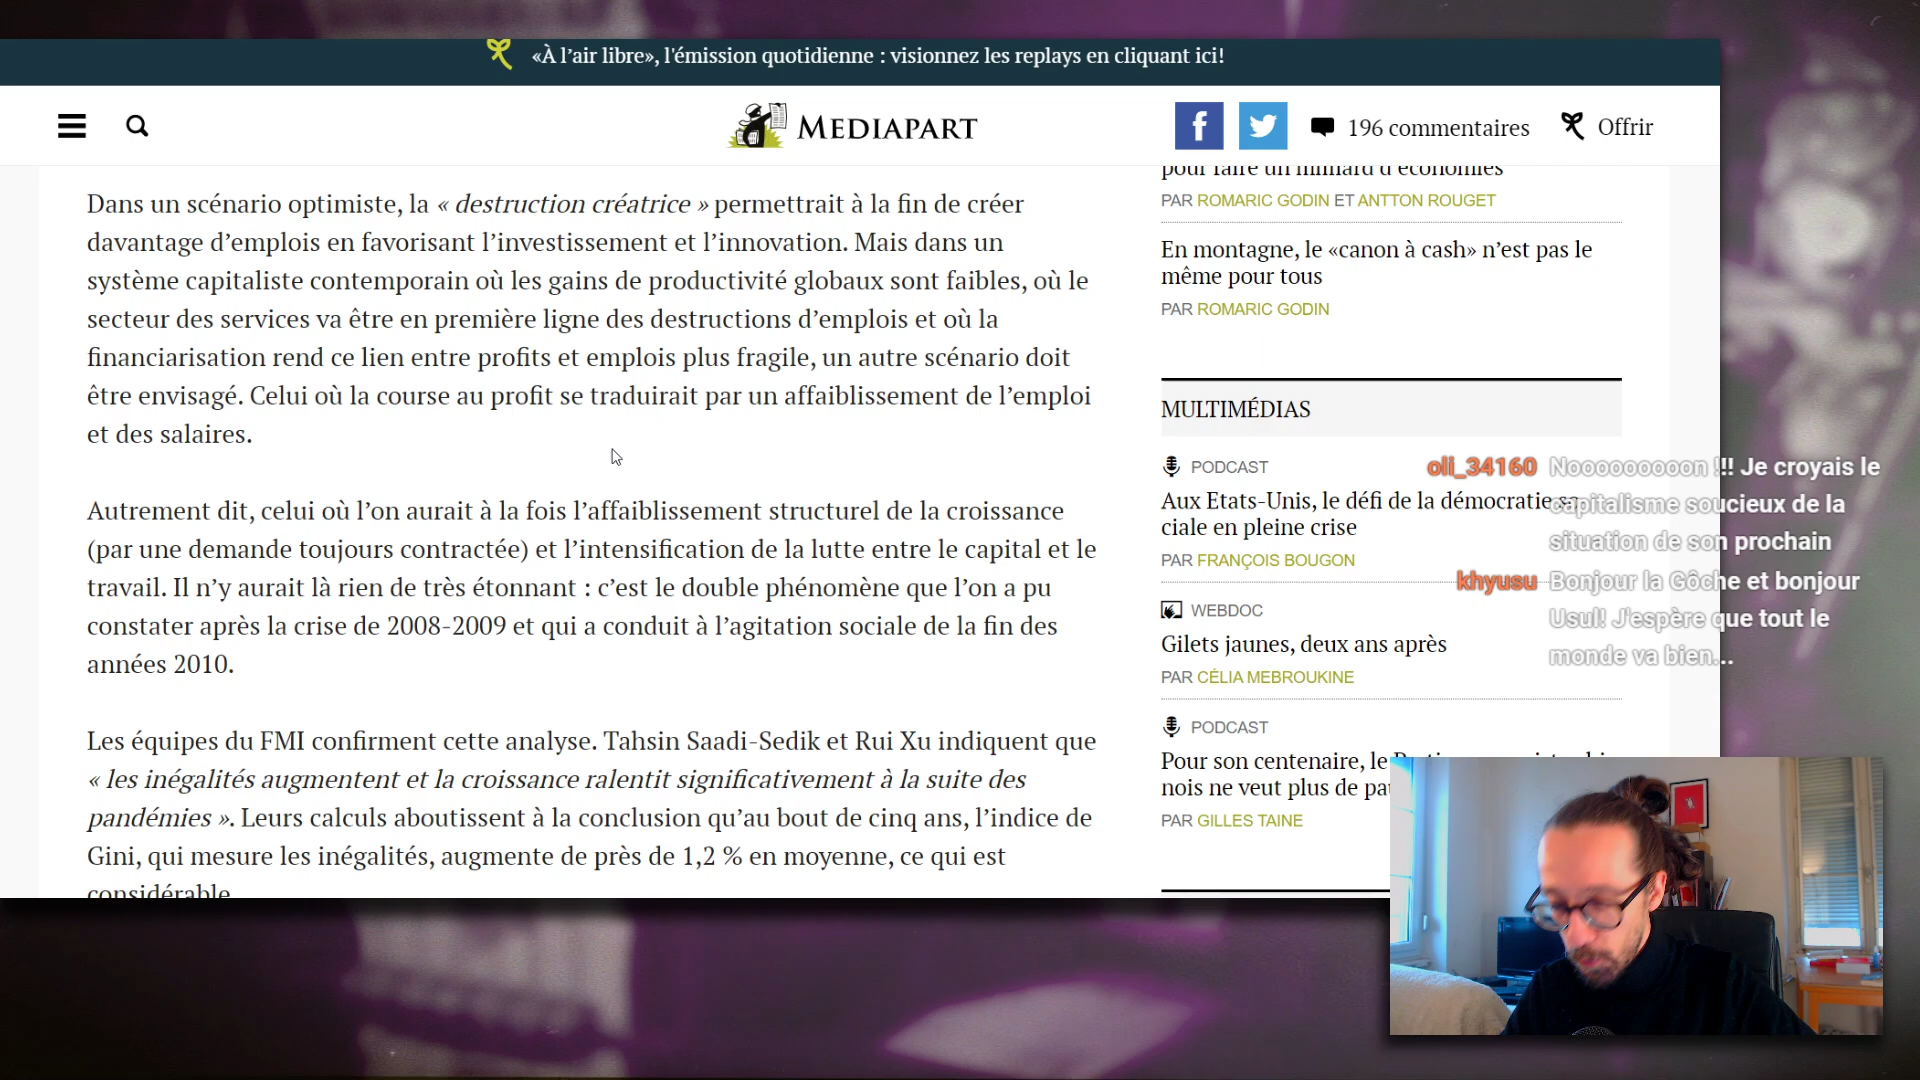 «À l’air libre», l'émission quotidienne : visionnez les replays en cliquant ici!
MEDIAPART
196 commentaires
Offrir
Dans un scénario optimiste, la « destruction créatrice » permettrait à la fin de créer
davantage d’emplois en favorisant l’investissement et l’innovation. Mais dans un
système capitaliste contemporain où les gains de productivité globaux sont faibles, où le
secteur des services va être en première ligne des destructions d’emplois et où la
financiarisation rend ce lien entre profits et emplois plus fragile, un autre scénario doit
être envisagé. Celui où la course au profit se traduirait par un affaiblissement de l’emploi
et des salaires.
Autrement dit, celui où l’on aurait à la fois l’affaiblissement structurel de la croissance
(par une demande toujours contractée) et l’intensification de la lutte entre le capital et le
travail. Il n’y aurait là rien de très étonnant : c’est le double phénomène que l’on a pu
constater après la crise de 2008-2009 et qui a conduit à l’agitation sociale de la fin des
années 2010.
Les équipes du FMI confirment cette analyse. Tahsin Saadi-Sedik et Rui Xu indiquent que
« les inégalités augmentent et la croissance ralentit significativement à la suite des
pandémies ». Leurs calculs aboutissent à la conclusion qu’au bout de cinq ans, l’indice de
Gini, qui mesure les inégalités, augmente de près de 1,2 % en moyenne, ce qui est
considérable
pour faire un milliard d’économies
PAR ROMARIC GODIN ET ANTTON ROUGET
En montagne, le «canon à cash» n’est pas le
même pour tous
PAR ROMARIC GODIN
MULTIMÉDIAS
PODCAST
Aux Etats-Unis, le défi de la démocratie so
ciale en pleine crise
PAR FRANÇOIS BOUGON
WEBDOC
Gilets jaunes, deux ans après
PAR CÉLIA MEBROUKINE
PODCAST
Pour son centenaire, le
nois ne veut plus de
PAR GILLES TAINE
oli_34160 Nooooooooon !!! Je croyais le
capitalisme soucieux de la
situation de son prochain
khyusu Bonjour la Gôche et bonjour
Usul! J'espère que tout le
monde va bien...